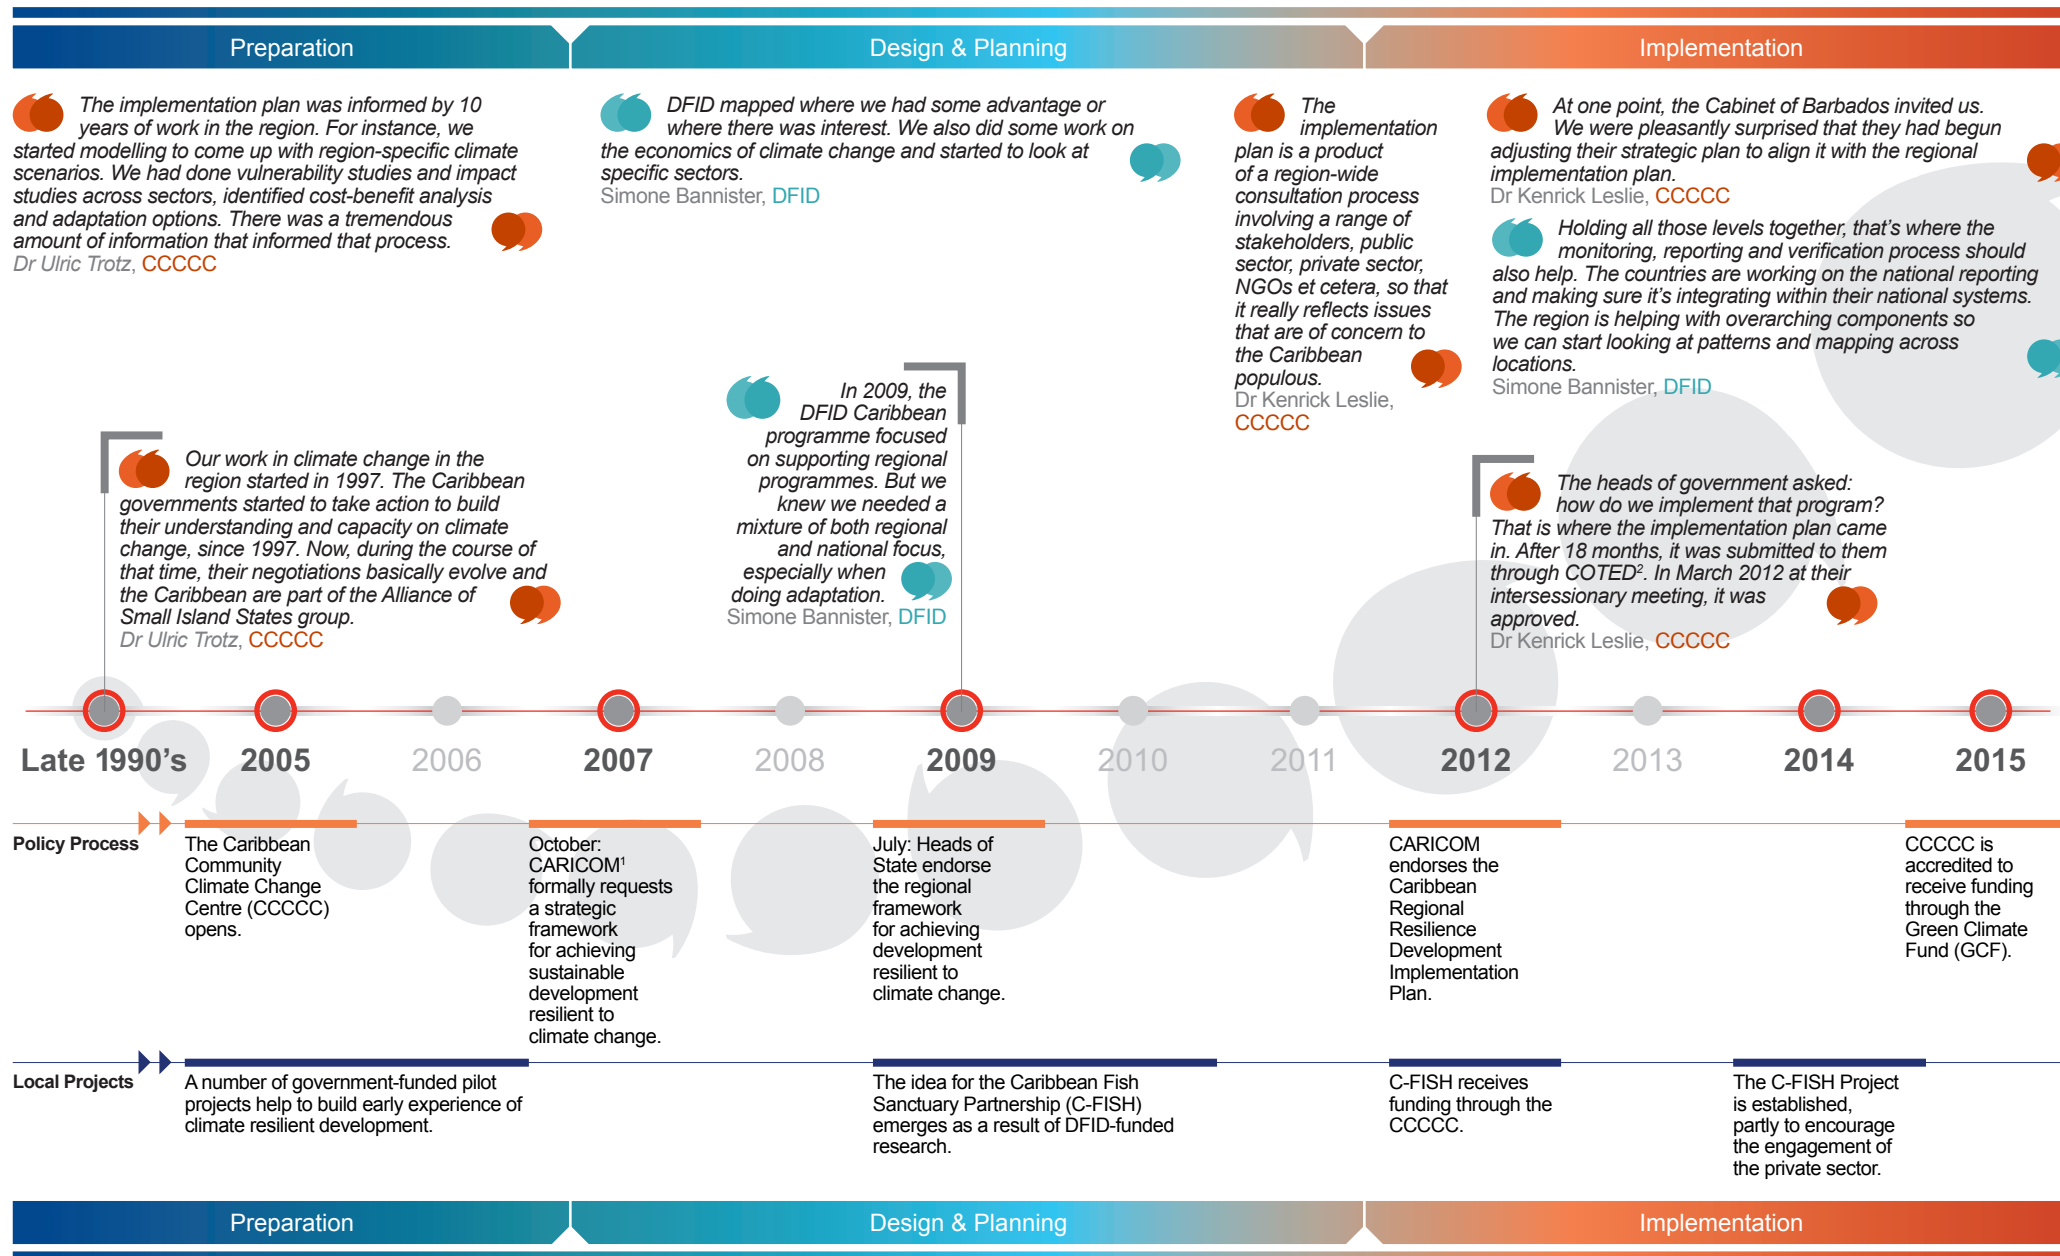 Preparation
Design & Planning
Implementation
The implementation plan was informed by 10
years of work in the region. For instance, we
started modelling to come up with region-specific climate
scenarios. We had done vulnerability studies and impact
studies across sectors, identified cost-benefit analysis
and adaptation options. There was a tremendous
amount of information that informed that process.
Dr Ulric Trotz, CCCCC
DFID mapped where we had some advantage or
where there was interest. We also did some work on
the economics of climate change and started to look at
specific sectors.
Simone Bannister, DFID
The
implementation
plan is a product
of a region-wide
consultation process
involving a range of
stakeholders, public
sector, private sector,
NGOs et cetera, so that
it really reflects issues
that are of concern to
the Caribbean
populous.
Dr Kenrick Leslie,
CCCCC
At one point, the Cabinet of Barbados invited us.
We were pleasantly surprised that they had begun
adjusting their strategic plan to align it with the regional
implementation plan.
Dr Kenrick Leslie, CCCCC
Holding all those levels together, that's where the
monitoring, reporting and verification process should
also help. The countries are working on the national reporting
and making sure it's integrating within their national systems.
The region is helping with overarching components so
we can start looking at patterns and mapping across
locations.
Simone Bannister, DFID
Our work in climate change in the
region started in 1997. The Caribbean
governments started to take action to build
their understanding and capacity on climate
change, since 1997. Now, during the course of
that time, their negotiations basically evolve and
the Caribbean are part of the Alliance of
Small Island States group.
Dr Ulric Trotz, CCCCC
In 2009, the
DFID Caribbean
programme focused
on supporting regional
programmes. But we
knew we needed a
mixture of both regional
and national focus,
especially when
doing adaptation.
Simone Bannister, DFID
The heads of government asked:
how do we implement that program?
That is where the implementation plan came
in. After 18 months, it was submitted to them
through COTED². In March 2012 at their
intersessionary meeting, it was
approved.
Dr Kenrick Leslie, CCCCC
Late 1990's
2005
2006
2007
2008
2009
2010
2011
2012
2013
2014
2015
Policy Process
The Caribbean
Community
Climate Change
Centre (CCCCC)
opens.
October:
CARICOM¹
formally requests
a strategic
framework
for achieving
sustainable
development
resilient to
climate change.
July: Heads of
State endorse
the regional
framework
for achieving
development
resilient to
climate change.
CARICOM
endorses the
Caribbean
Regional
Resilience
Development
Implementation
Plan.
CCCCC is
accredited to
receive funding
through the
Green Climate
Fund (GCF).
Local Projects
A number of government-funded pilot
projects help to build early experience of
climate resilient development.
The idea for the Caribbean Fish
Sanctuary Partnership (C-FISH)
emerges as a result of DFID-funded
research.
C-FISH receives
funding through the
CCCCC.
The C-FISH Project
is established,
partly to encourage
the engagement of
the private sector.
Preparation
Design & Planning
Implementation